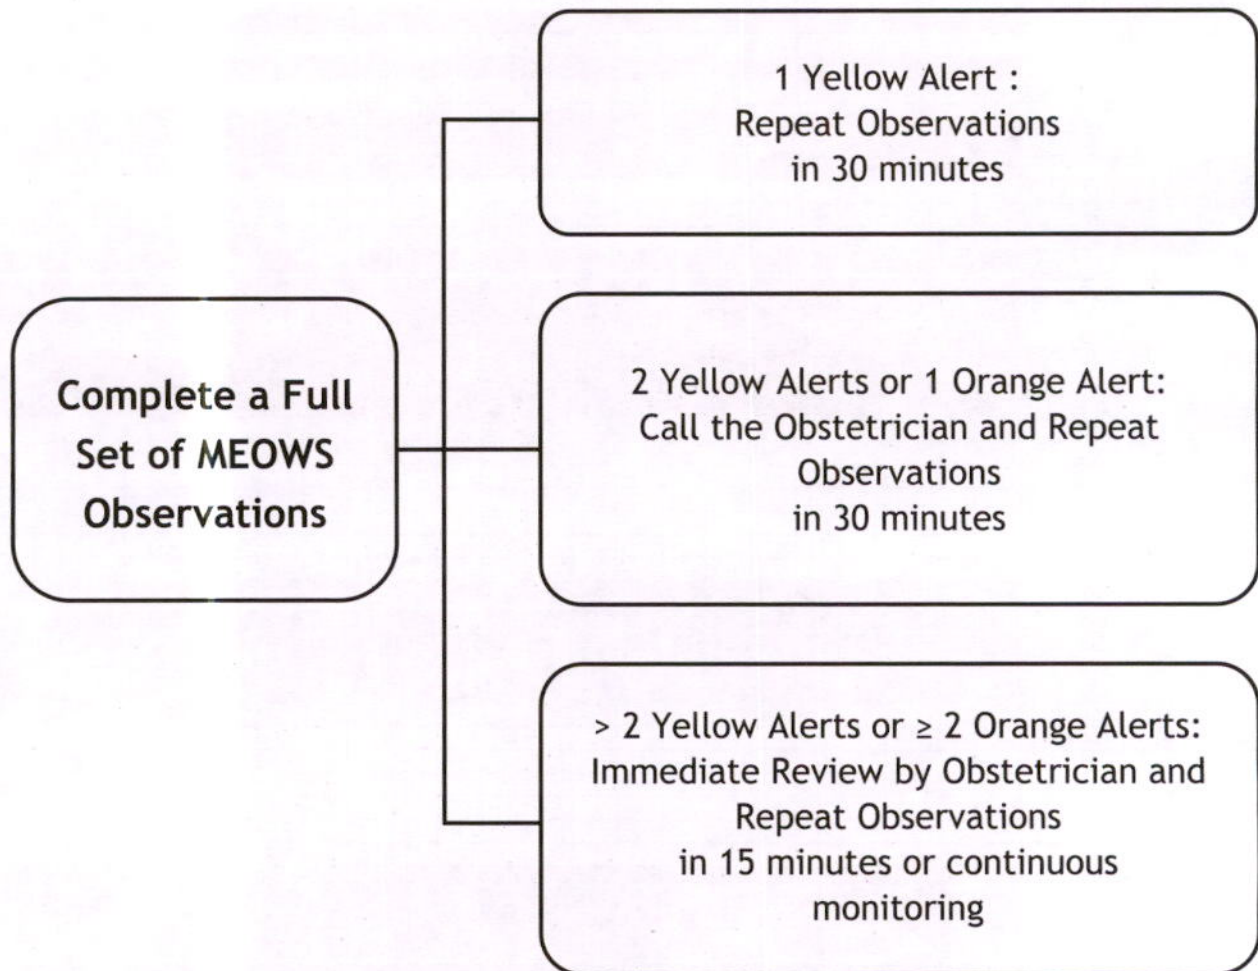 Complete a Full
Set of MEOWS
Observations
1 Yellow Alert :
Repeat Observations
in 30 minutes
2 Yellow Alerts or 1 Orange Alert:
Call the Obstetrician and Repeat
Observations
in 30 minutes
> 2 Yellow Alerts or ≥ 2 Orange Alerts:
Immediate Review by Obstetrician and
Repeat Observations
in 15 minutes or continuous
monitoring